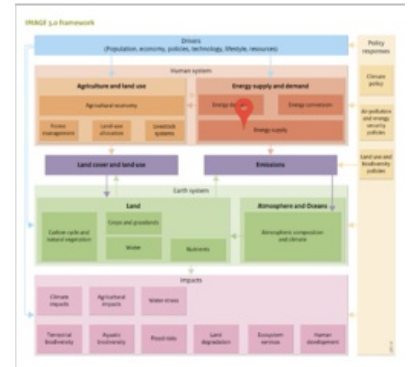 IMAGE 3.0 framework
Drivers
(Population, economy, policies, technology, lifestyle, resources)
Policy
responses
Human system
Agriculture and land use
Energy supply and demand
Climate
policy
Agricultural economy
Energy
Energy conversion
Air pollution
and energy
security
policies
Forest
management
Land-use
allocation
Livestock
systems
Energy supply
Land cover and land use
Emissions
Land use and
biodiversity
policies
Earth system
Land
Atmosphere and Oceans
Carbon cycle and
natural vegetation
Crops and grasslands
Water
Nutrients
Atmospheric composition
and climate
Impacts
Climate
impacts
Agricultural
impacts
Water stress
Terrestrial
biodiversity
Aquatic
biodiversity
Flood risks
Land
degradation
Ecosystem
services
Human
development